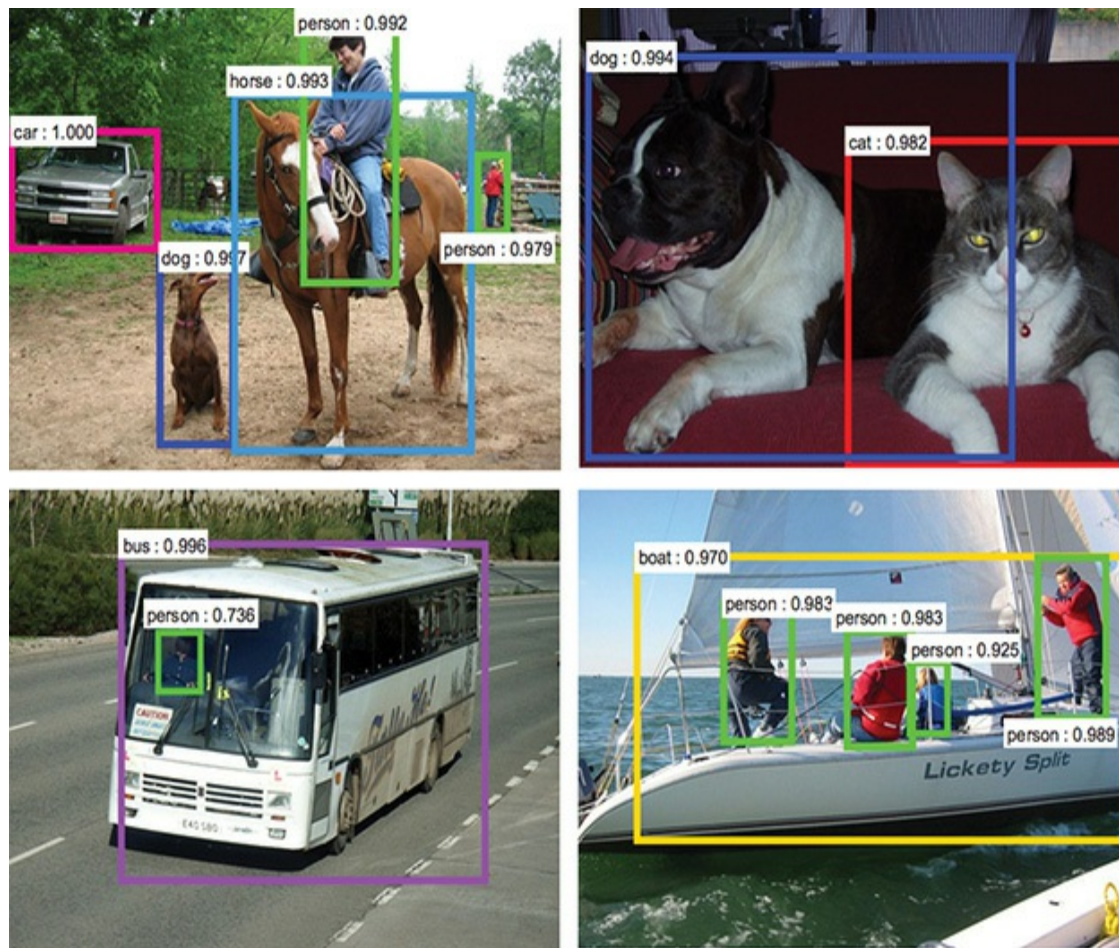 person : 0.992
horse : 0.993
car : 1.000
dog : 0.997
person : 0.979
dog : 0.994
cat : 0.982
bus : 0.996
person : 0.736
CAUTION
L
E40 SBO
boat : 0.970
person : 0.983
person : 0.983
person : 0.925
person : 0.989
Lickety Split